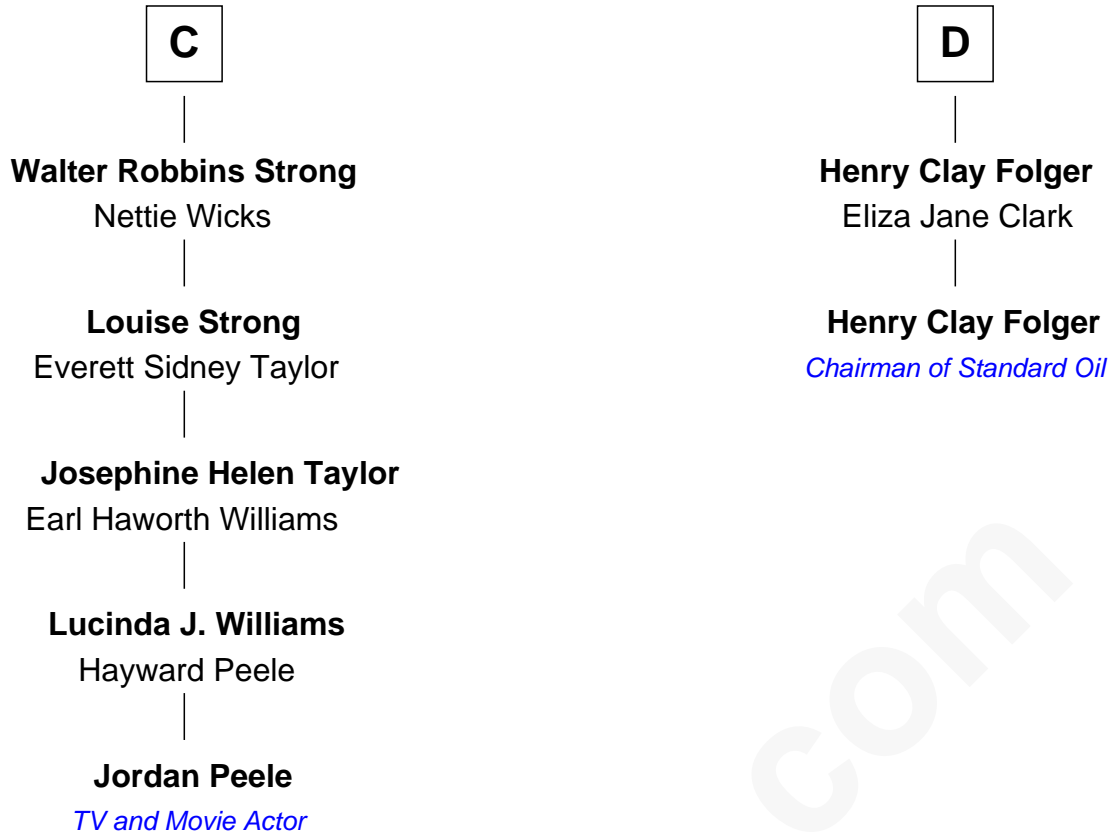 C
Walter Robbins Strong
Nettie Wicks
Louise Strong
Everett Sidney Taylor
Josephine Helen Taylor
Earl Haworth Williams
Lucinda J. Williams
Hayward Peele
Jordan Peele
TV and Movie Actor
D
Henry Clay Folger
Eliza Jane Clark
Henry Clay Folger
Chairman of Standard Oil
com